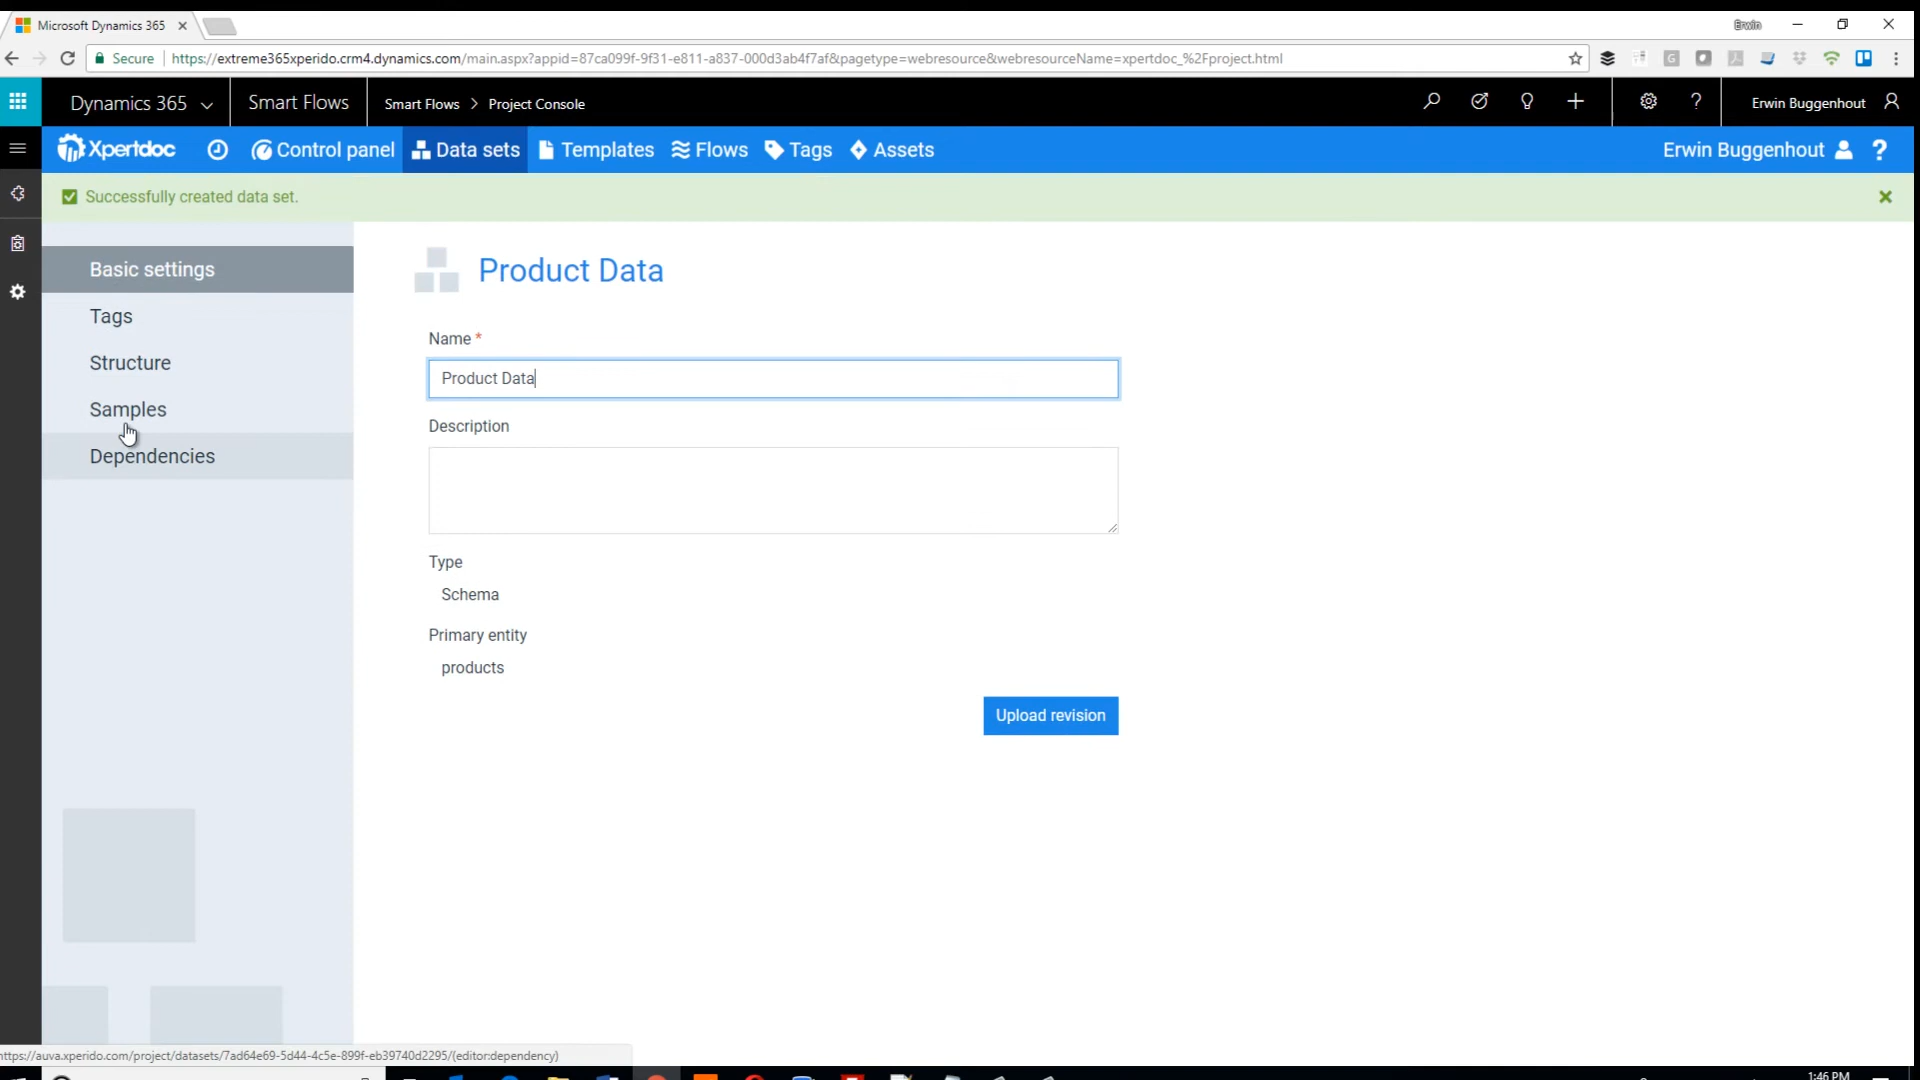 Microsoft Dynamics 365
Erwin
Secure https://extreme365xperido.crm4.dynamics.com/main.aspx?appid=87ca099f-9f31-e811-a837-000d3ab4f7af&pagetype=webresource&webresourceName=xpertdoc_%2Fproject.html
Dynamics 365 Smart Flows Smart Flows > Project Console ? Erwin Buggenhout
Xpertdoc Control panel Data sets Templates Flows Tags Assets Erwin Buggenhout ?
Successfully created data set.
Basic settings
Tags
Structure
Samples
Dependencies
Product Data
Name *
Product Data
Description
Type
Schema
Primary entity
products
Upload revision
https://auva.xperido.com/project/datasets/7ad64e69-5d44-4c5e-899f-eb39740d2295/(editor:dependency)
1:46 PM